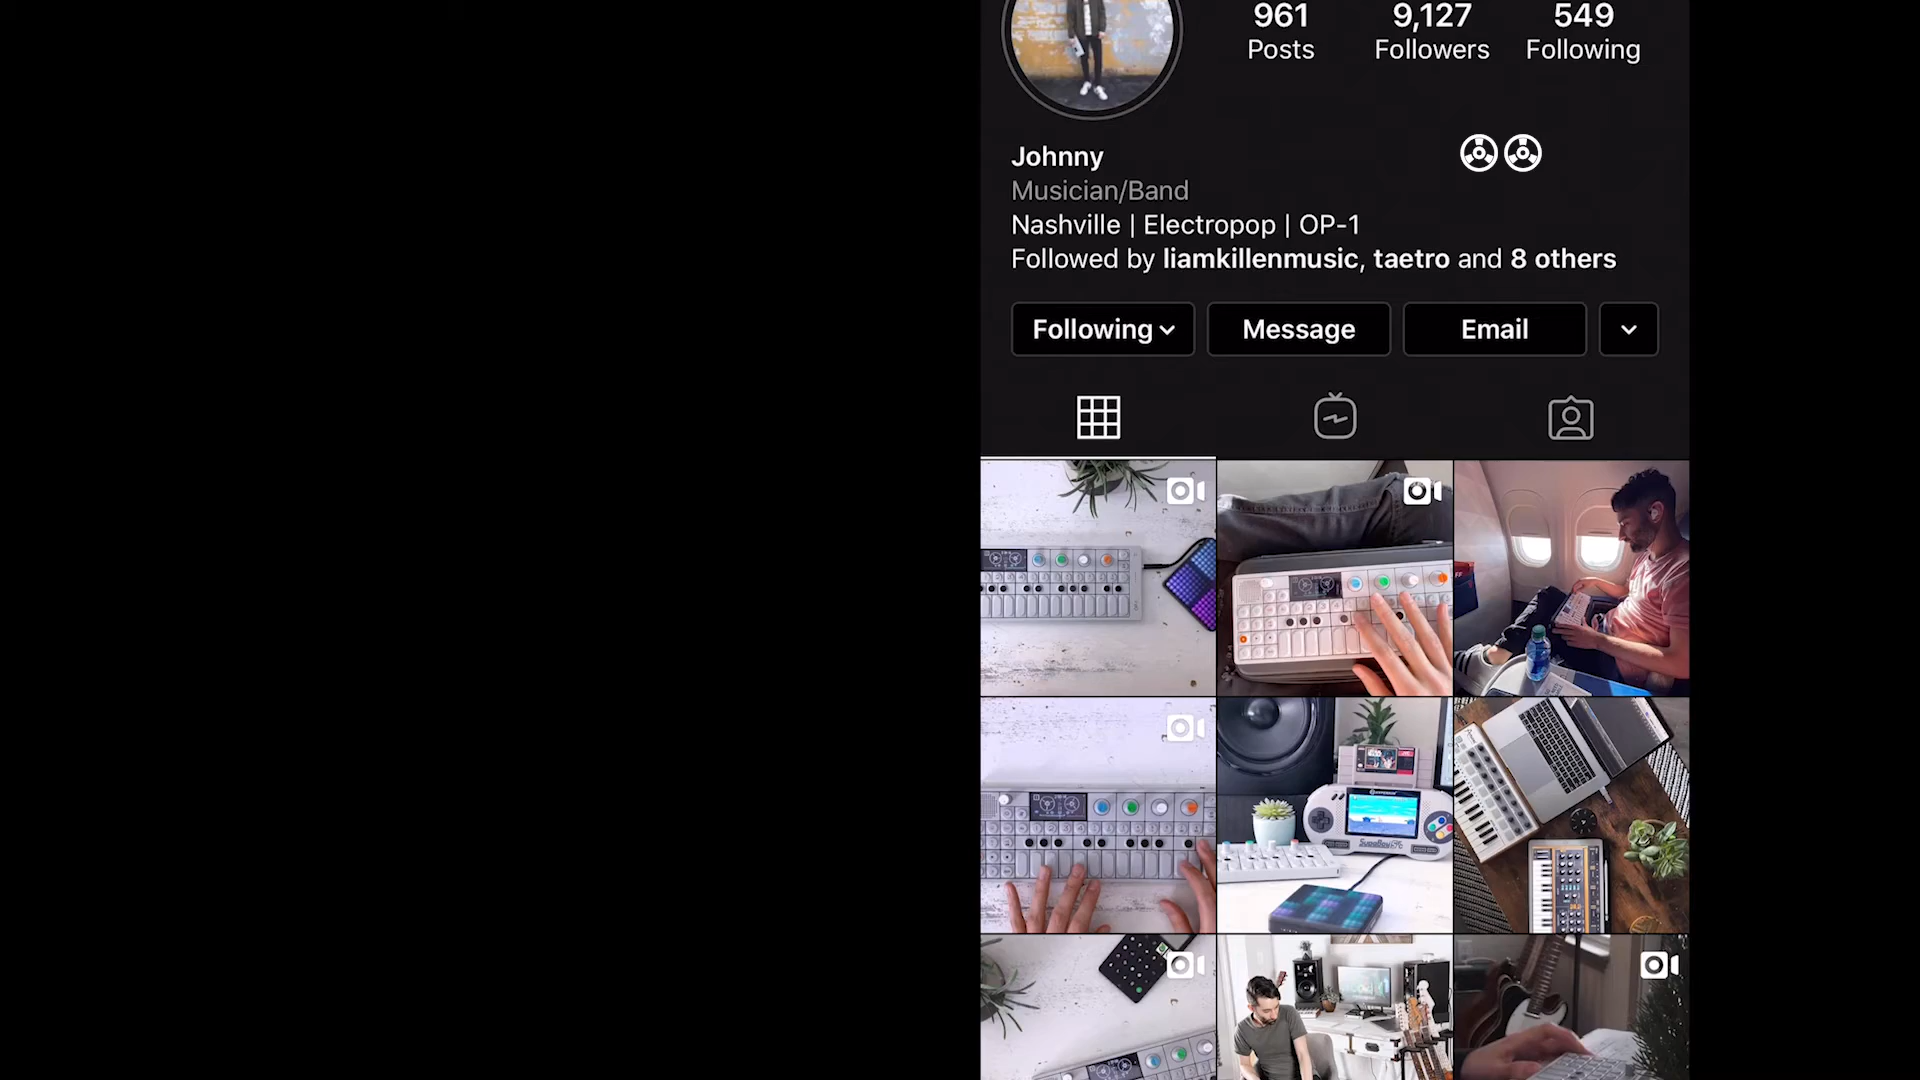 961 9,127 549
Posts Followers Following
Johnny
Musician/Band
Nashville | Electropop | OP-1
Followed by liamkillenmusic, taetro and 8 others
Following Message Email